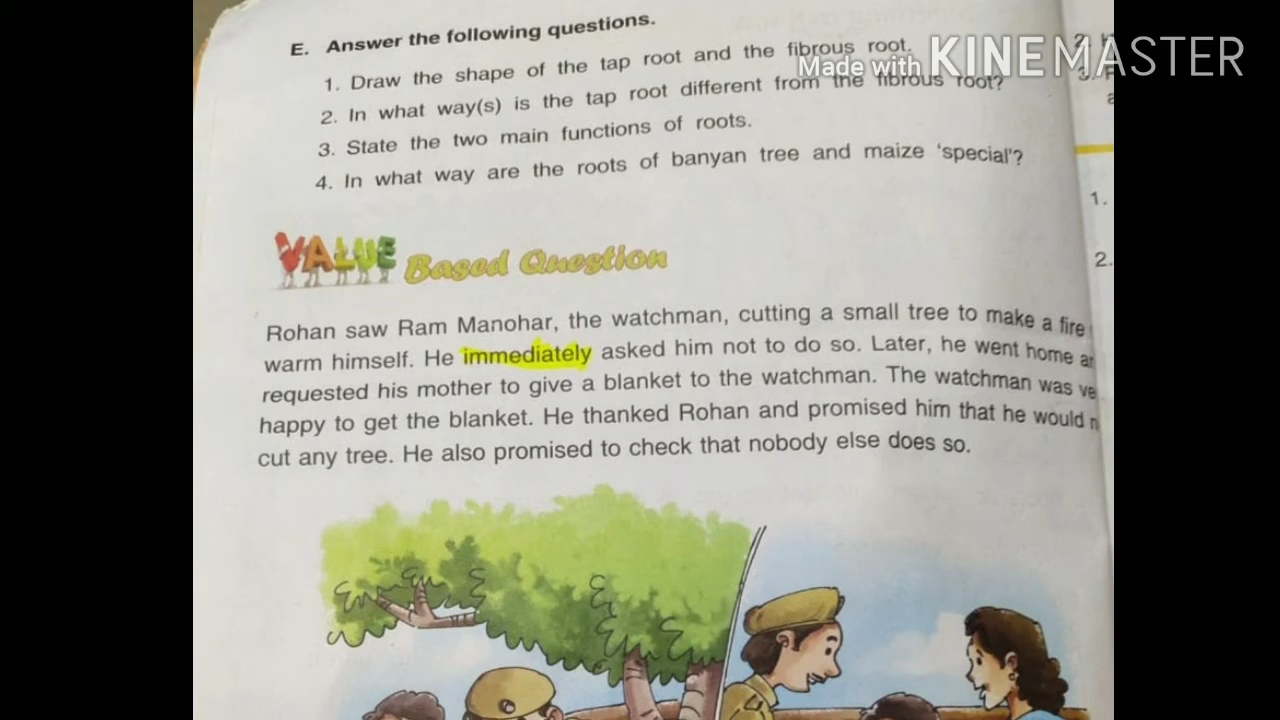 E. Answer the following questions.
1. Draw the shape of the tap root and the fibrous root.
2. In what way(s) is the tap root different from the fibrous root?
3. State the two main functions of roots.
4. In what way are the roots of banyan tree and maize 'special'?
VALUE Based Question
Rohan saw Ram Manohar, the watchman, cutting a small tree to make a fire
warm himself. He immediately asked him not to do so. Later, he went home
requested his mother to give a blanket to the watchman. The watchman was
happy to get the blanket. He thanked Rohan and promised him that he would
cut any tree. He also promised to check that nobody else does so.
Made with KINEMASTER
2.
3.
1.
2.